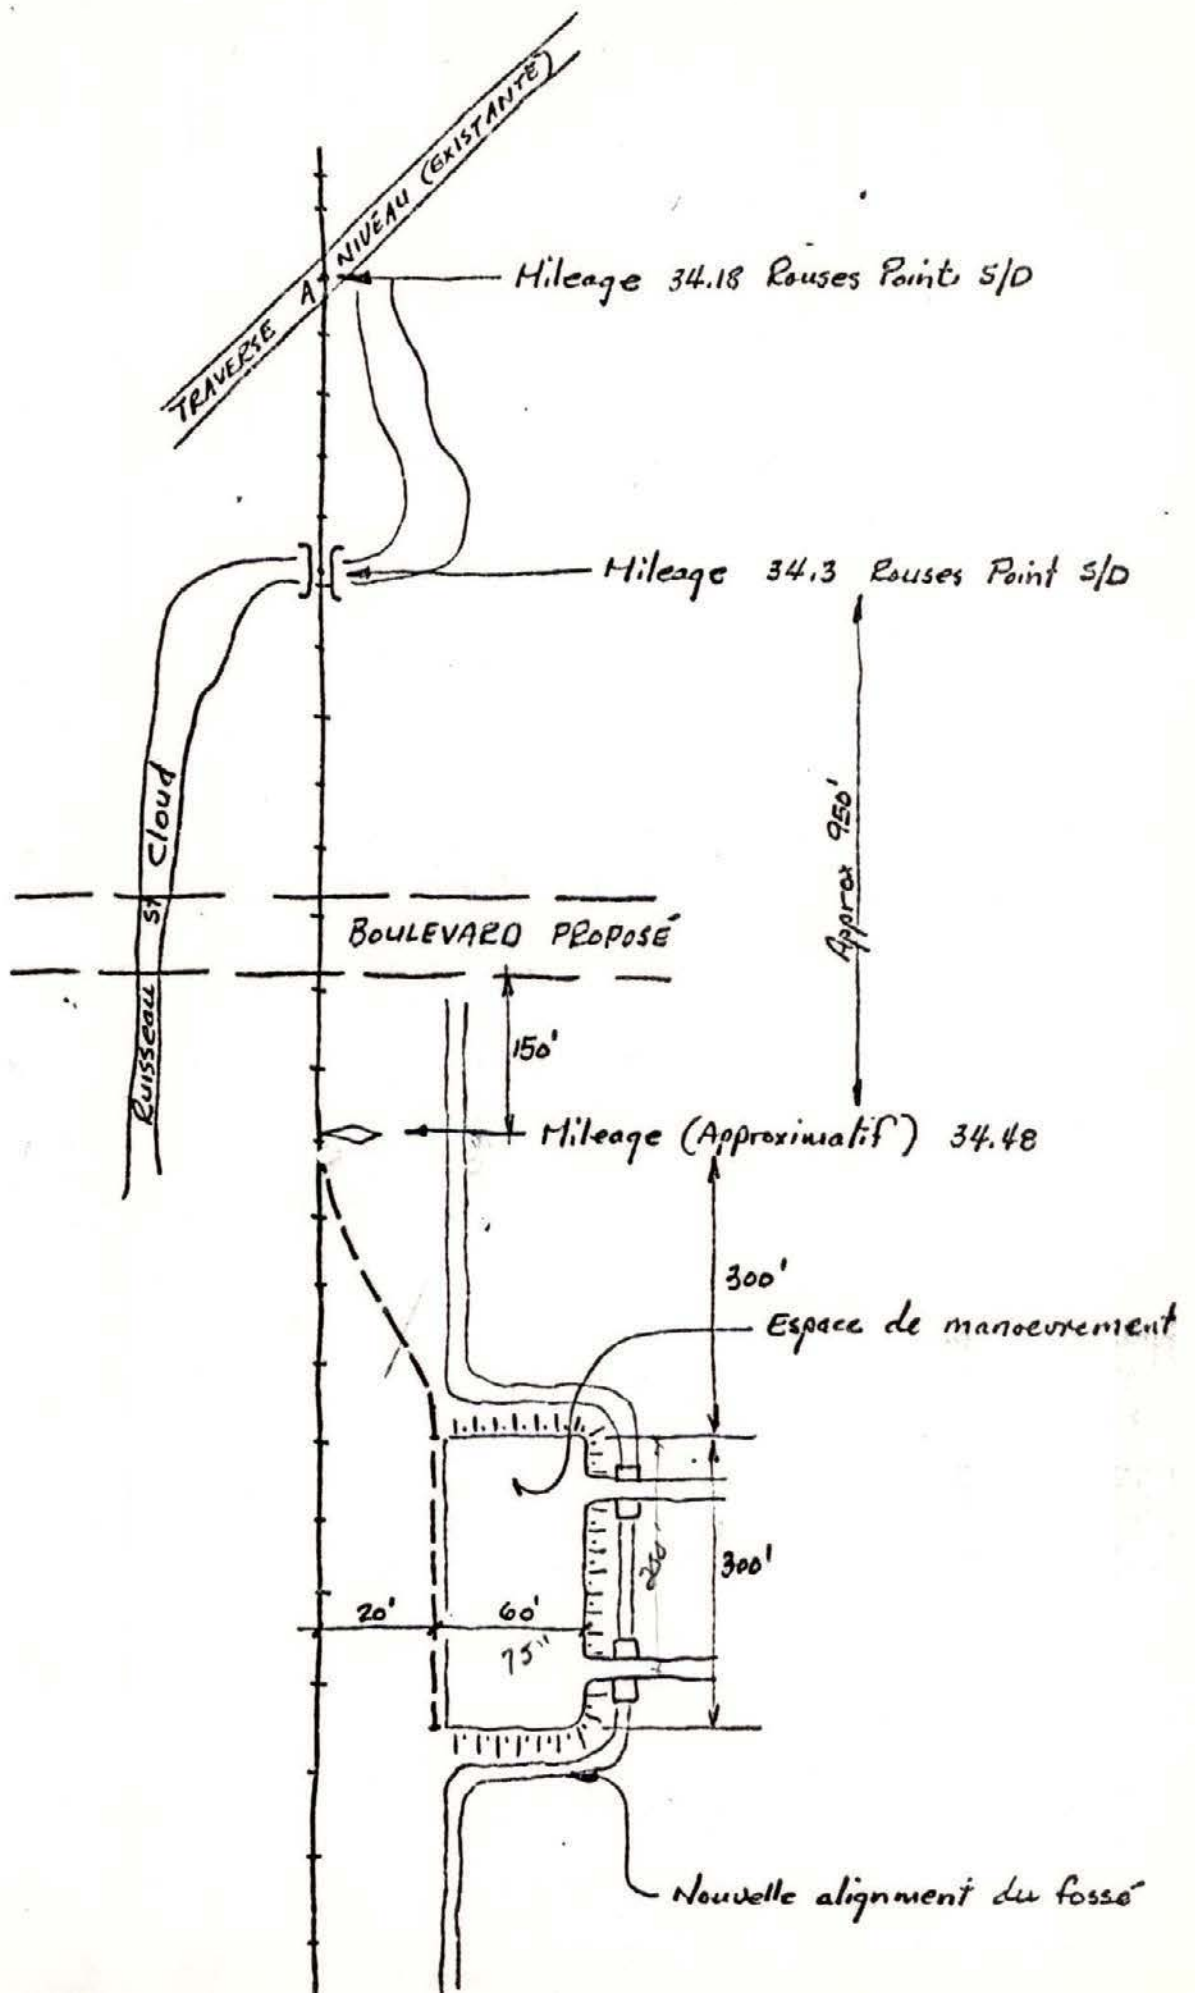 TRAVERSE A NIVEAU (EXISTANTE)
Mileage 34.18 Rouses Point S/D
Mileage 34.3 Rouses Point S/D
Approx 950'
Ruisseau St Cloud
BOULEVARD PROPOSÉ
150'
Mileage (Approximatif) 34.48
300'
Espace de manoeuvrement
250'
300'
20'
60'
75"
Nouvelle alignment du fossé